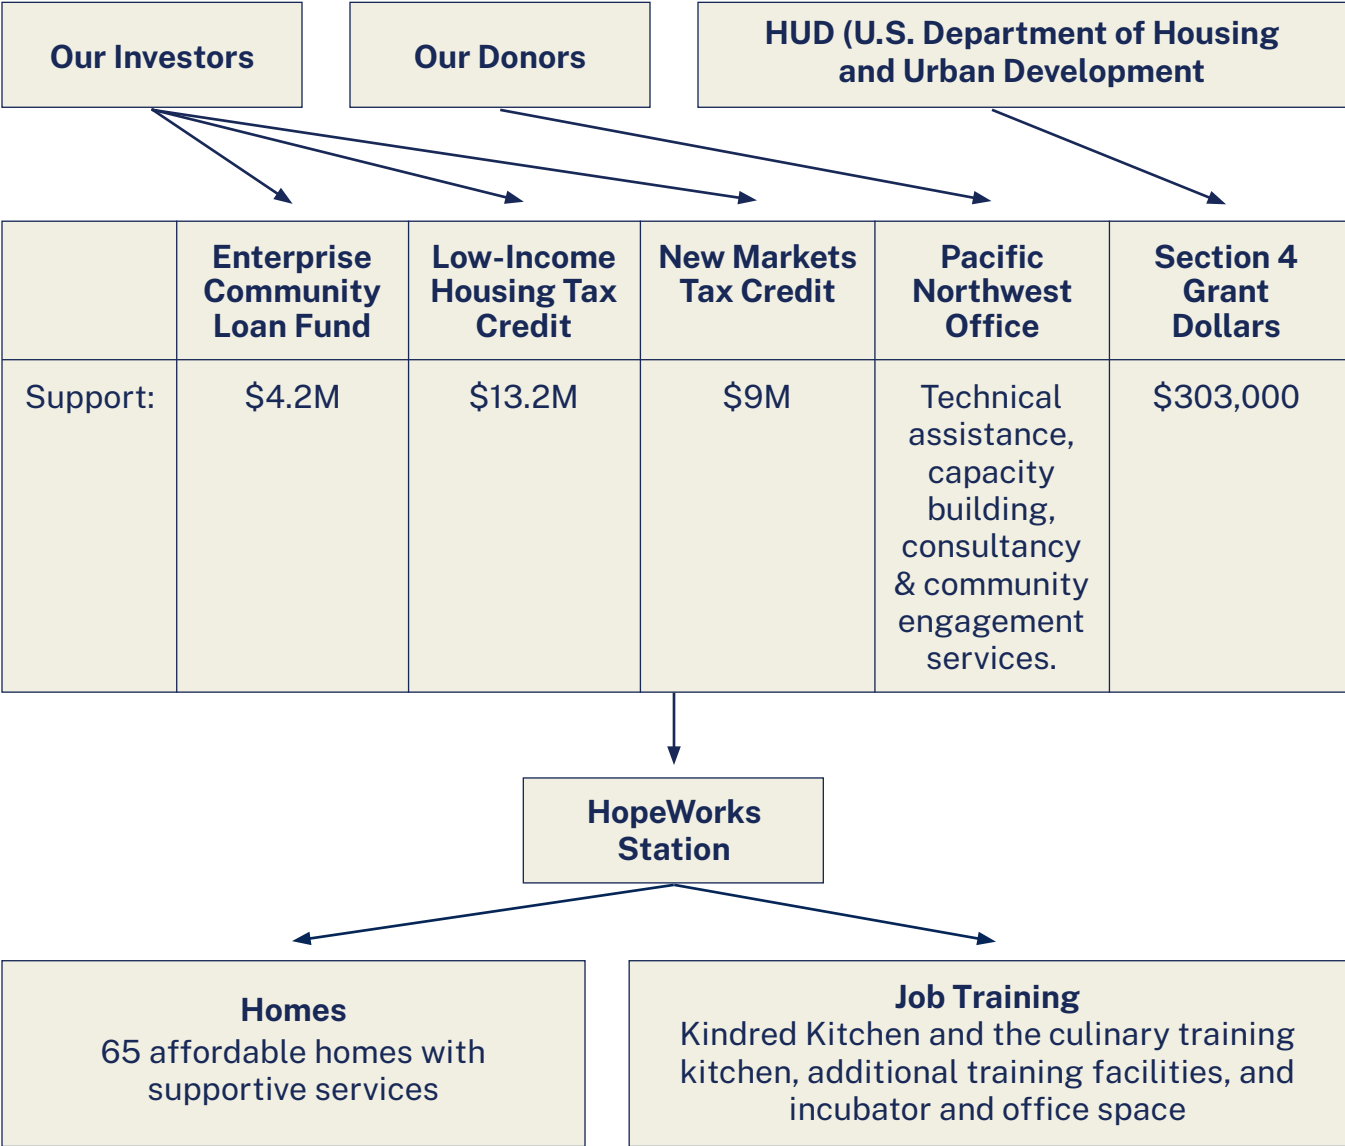 Our Investors
Our Donors
HUD (U.S. Department of Housing
and Urban Development
Enterprise
Community
Loan Fund
Low-Income
Housing Tax
Credit
New Markets
Tax Credit
Pacific
Northwest
Office
Section 4
Grant
Dollars
Support:
$4.2M
$13.2M
$9M
Technical
assistance,
capacity
building,
consultancy
& community
engagement
services.
$303,000
HopeWorks
Station
Homes
65 affordable homes with
supportive services
Job Training
Kindred Kitchen and the culinary training
kitchen, additional training facilities, and
incubator and office space